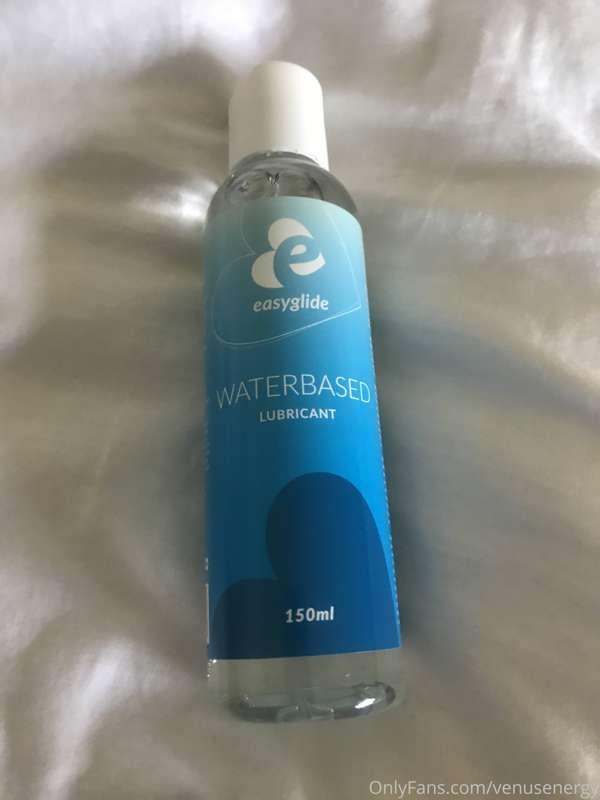 e
easyglide
WATERBASED
LUBRICANT
150ml
OnlyFans.com/venusenergy